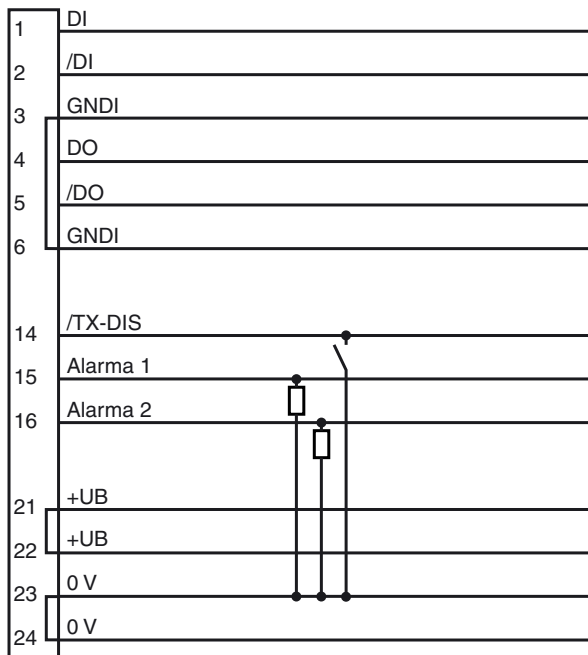 1 DI
2 /DI
3 GNDI
4 DO
5 /DO
6 GNDI
14 /TX-DIS
15 Alarma 1
16 Alarma 2
21 +UB
22 +UB
23 0 V
24 0 V